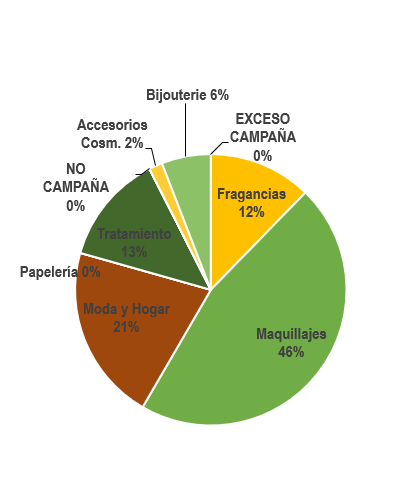 Bijouterie 6%
EXCESO
CAMPAÑA
0%
Accesorios
Cosm. 2%
NO
CAMPAÑA
0%
Fragancias
12%
Tratamiento
13%
Papelería 0%
Moda y Hogar
21%
Maquillajes
46%